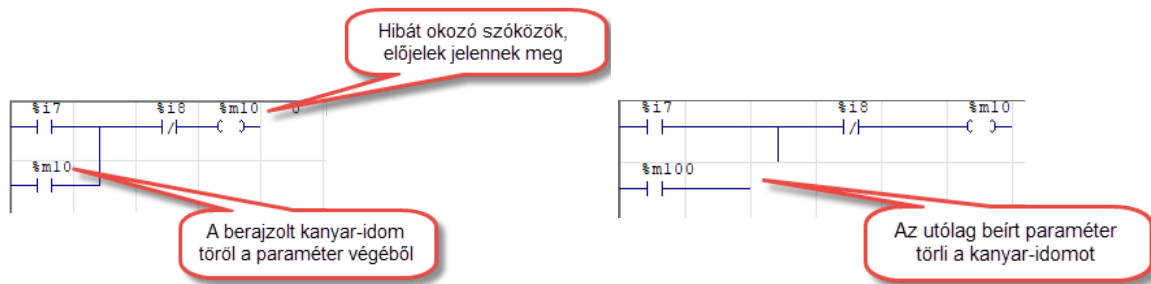 Hibát okozó szóközök,
előjelek jelennek meg
%i7 %i8 %m10 0
%m10
A berajzolt kanyar-idom
töröl a paraméter végéből
%i7 %i8 %m10
%m100
Az utólag beírt paraméter
törli a kanyar-idomot